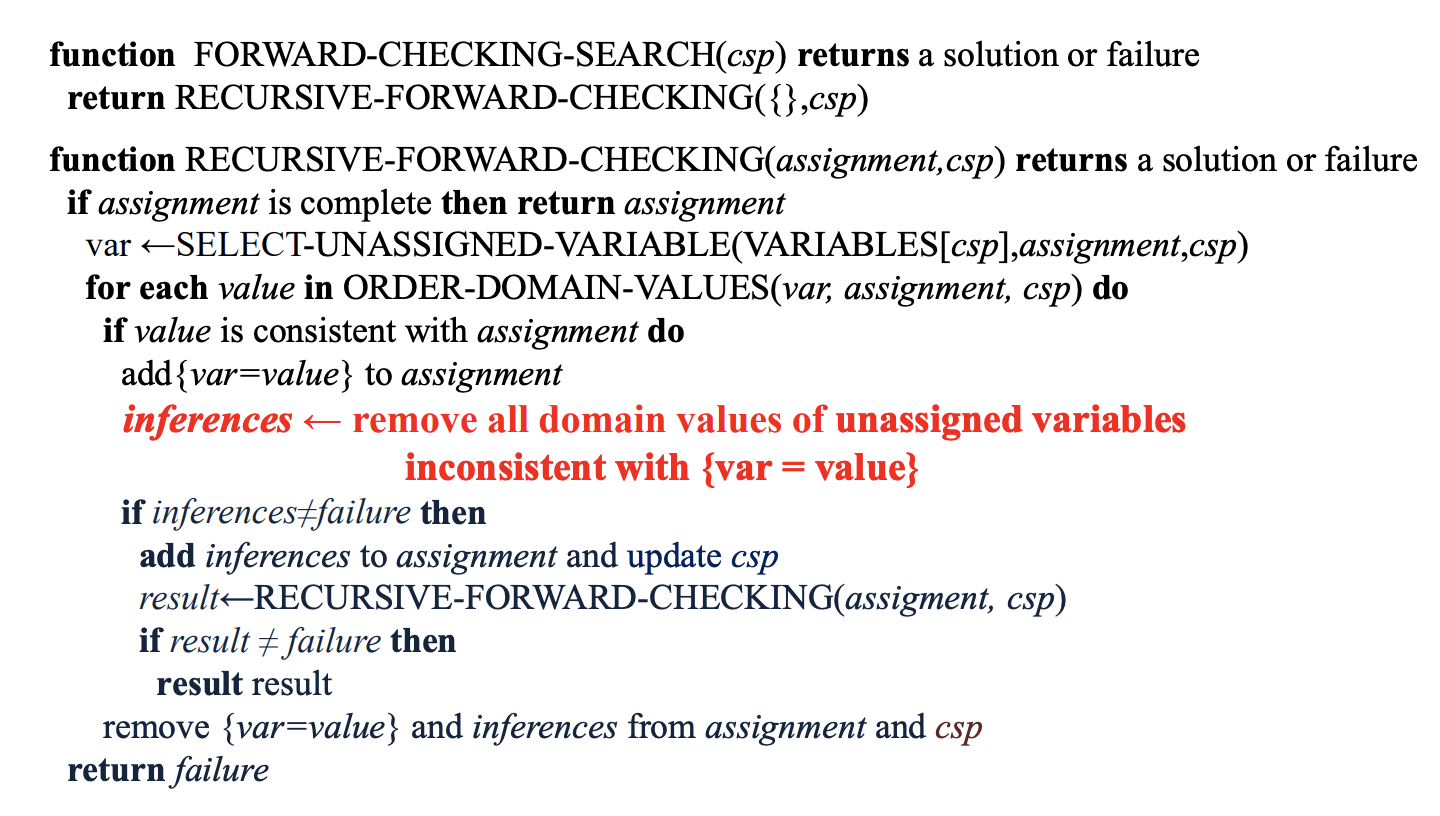 function FORWARD-CHECKING-SEARCH(csp) returns a solution or failure
return RECURSIVE-FORWARD-CHECKING({},csp)
function RECURSIVE-FORWARD-CHECKING(assignment,csp) returns a solution or failure
if assignment is complete then return assignment
var ←SELECT-UNASSIGNED-VARIABLE(VARIABLES[csp],assignment,csp)
for each value in ORDER-DOMAIN-VALUES(var, assignment, csp) do
if value is consistent with assignment do
add{var=value} to assignment
inferences ← remove all domain values of unassigned variables
inconsistent with {var = value}
if inferences≠failure then
add inferences to assignment and update csp
result←RECURSIVE-FORWARD-CHECKING(assigment, csp)
if result ≠ failure then
result result
remove {var=value} and inferences from assignment and csp
return failure